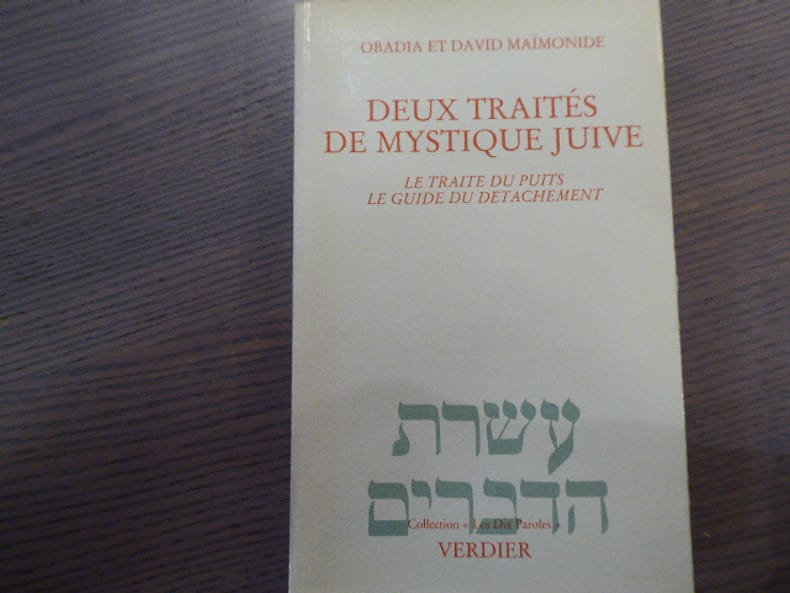 OBADIA ET DAVID MAÏMONIDE
DEUX TRAITÉS
DE MYSTIQUE JUIVE
LE TRAITE DU PUITS
LE GUIDE DU DETACHEMENT
עשרת
הדברים
Collection « Les Dix Paroles »
VERDIER